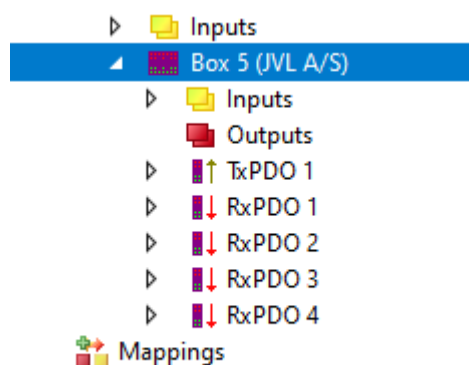 Inputs
Box 5 (JVL A/S)
Inputs
Outputs
TxPDO 1
RxPDO 1
RxPDO 2
RxPDO 3
RxPDO 4
Mappings